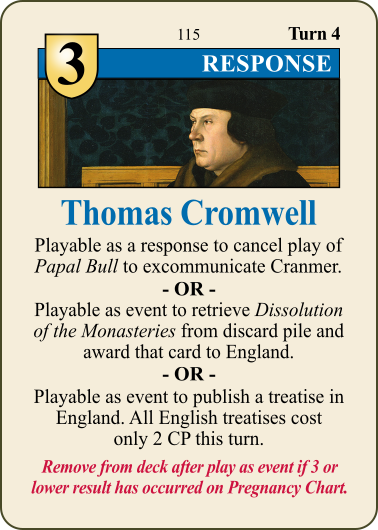 115
Turn 4
3
RESPONSE
Thomas Cromwell
Playable as a response to cancel play of
Papal Bull to excommunicate Cranmer.
- OR -
Playable as event to retrieve Dissolution
of the Monasteries from discard pile and
award that card to England.
- OR -
Playable as event to publish a treatise in
England. All English treatises cost
only 2 CP this turn.
Remove from deck after play as event if 3 or
lower result has occurred on Pregnancy Chart.